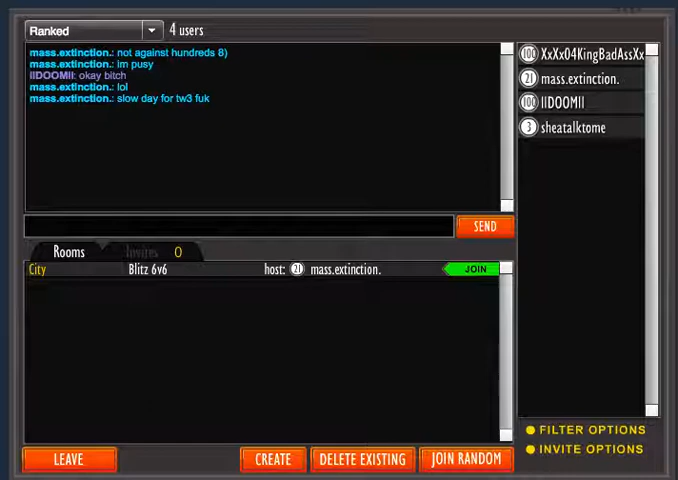 Ranked 4 users
mass.extinction.: not against hundreds 8)
mass.extinction.: im pusy
IIDOOMII: okay bitch
mass.extinction.: lol
mass.extinction.: slow day for tw3 fuk
100 XxXx04KingBadAssXx
21 mass.extinction.
100 IIDOOMII
3 sheatalktome
SEND
Rooms Invites 0
City Blitz 6v6 host: 21 mass.extinction. JOIN
FILTER OPTIONS
INVITE OPTIONS
LEAVE CREATE DELETE EXISTING JOIN RANDOM